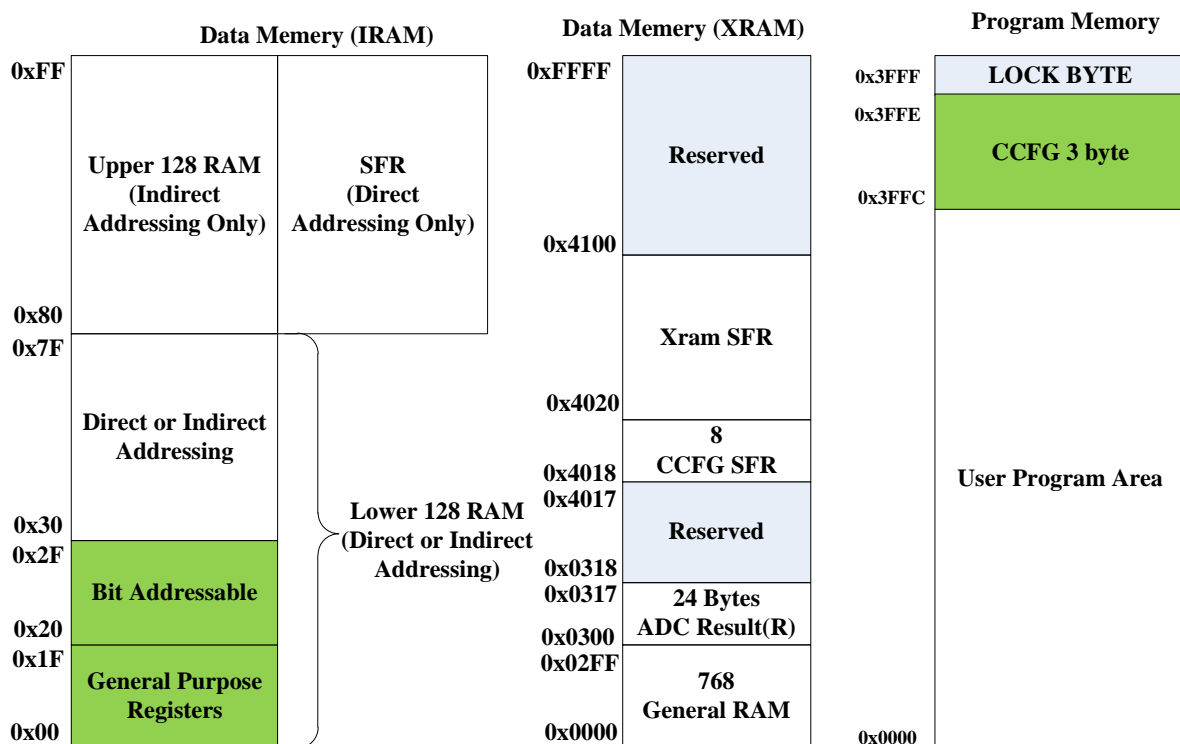 Data Memery (IRAM)
0xFF
Upper 128 RAM
(Indirect
Addressing Only)
SFR
(Direct
Addressing Only)
0x80
0x7F
Direct or Indirect
Addressing
0x30
0x2F
Bit Addressable
0x20
0x1F
General Purpose
Registers
0x00
Lower 128 RAM
(Direct or Indirect
Addressing)
Data Memory (XRAM)
0xFFFF
Reserved
0x4100
Xram SFR
0x4020
8
CCFG SFR
0x4018
0x4017
Reserved
0x0318
0x0317
24 Bytes
ADC Result(R)
0x0300
0x02FF
768
General RAM
0x0000
Program Memory
0x3FFF
LOCK BYTE
0x3FFE
CCFG 3 byte
0x3FFC
User Program Area
0x0000